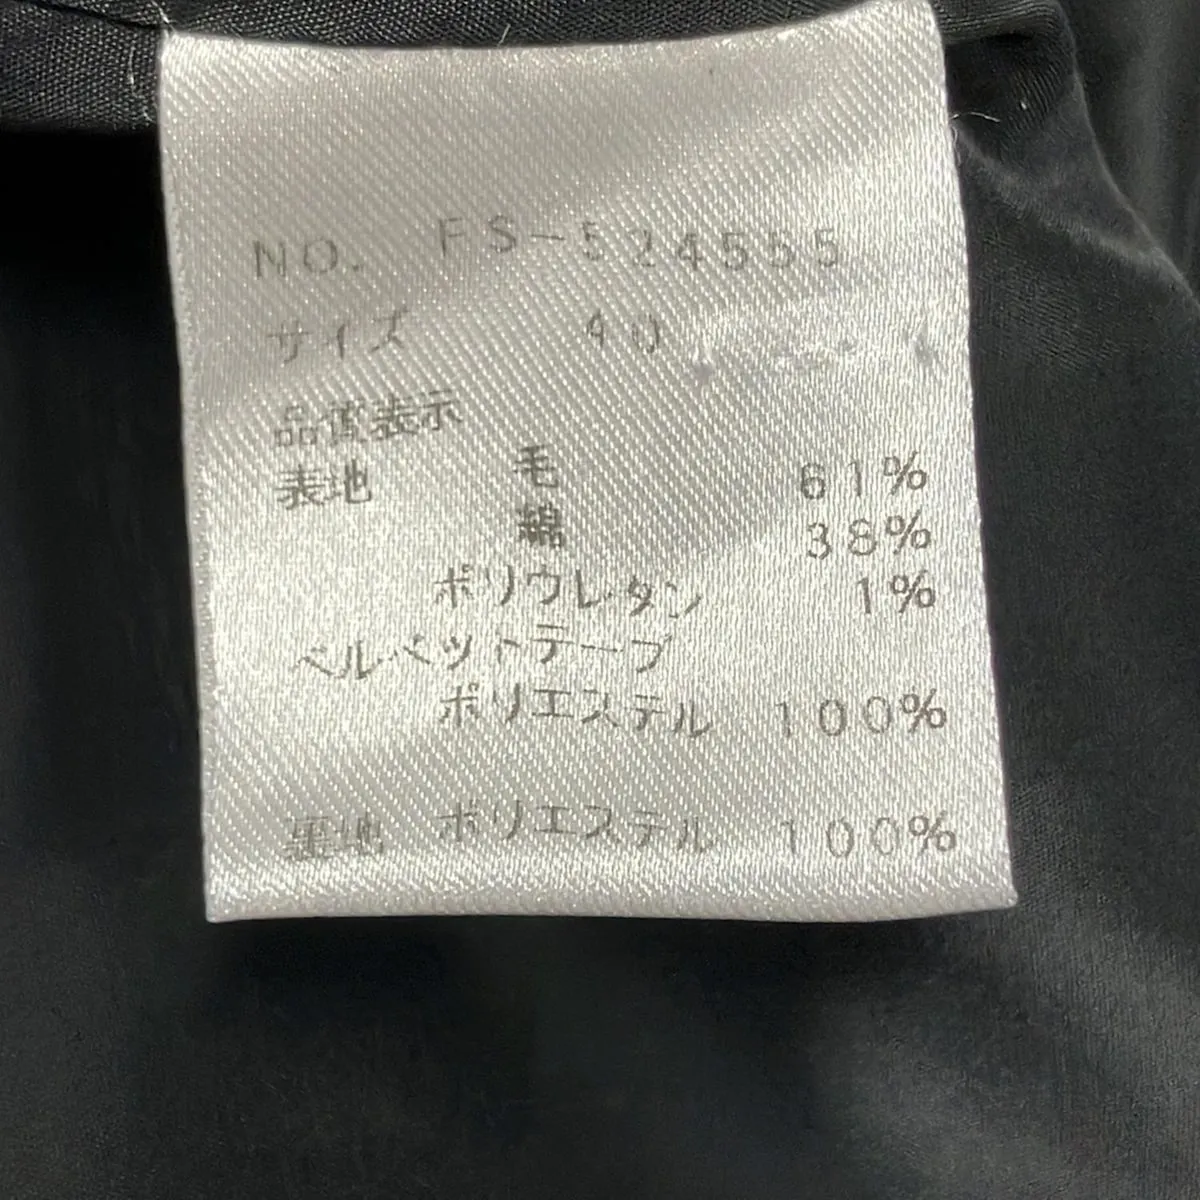 NO. FS-524555
サイズ 40
品質表示
表地 毛 61%
綿 38%
ポリウレタン 1%
ベルベットテープ
ポリエステル 100%
裏地 ポリエステル 100%